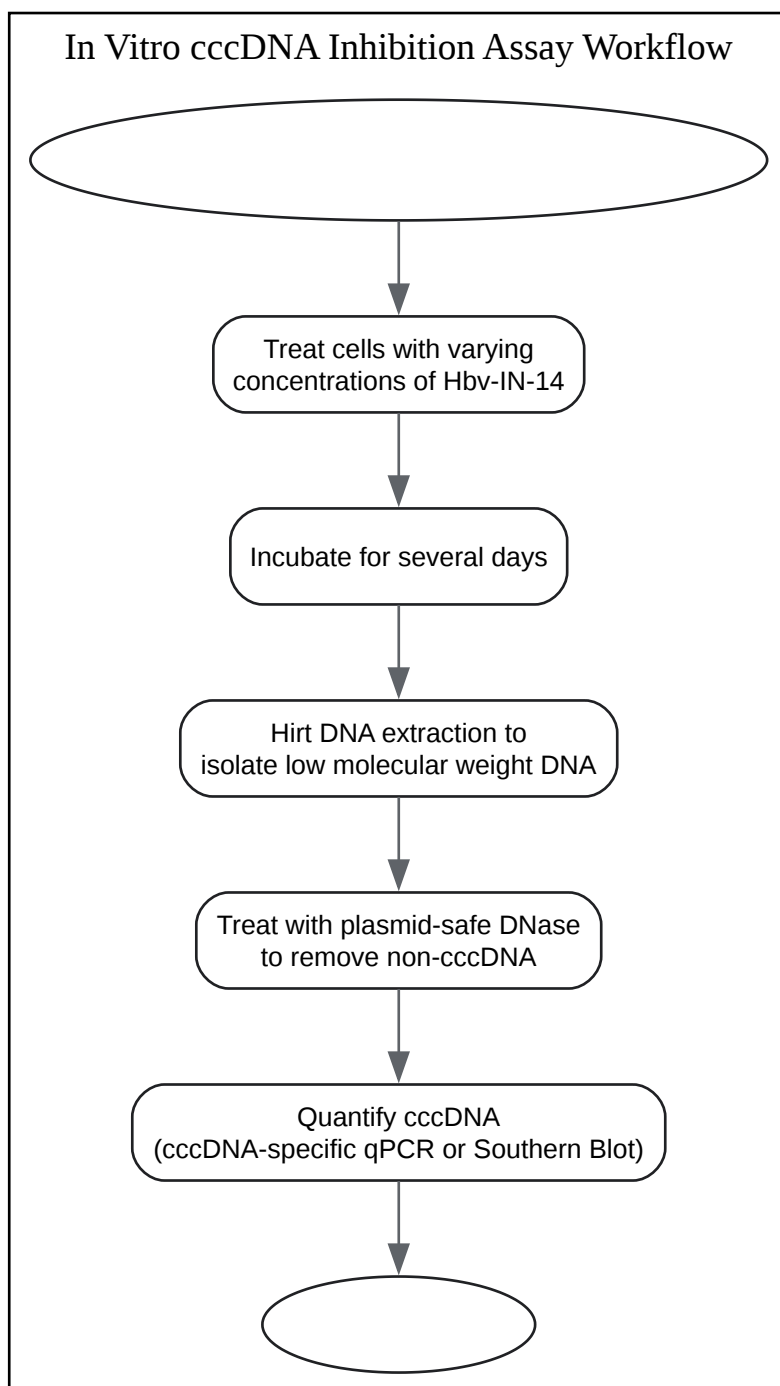 In Vitro cccDNA Inhibition Assay Workflow
Treat cells with varying
concentrations of Hbv-IN-14
Incubate for several days
Hirt DNA extraction to
isolate low molecular weight DNA
Treat with plasmid-safe DNase
to remove non-cccDNA
Quantify cccDNA
(cccDNA-specific qPCR or Southern Blot)